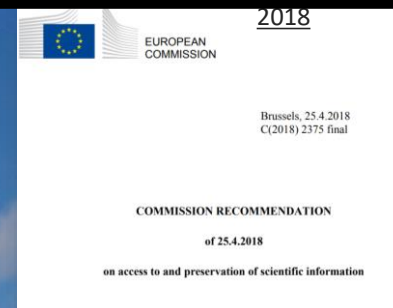 2018
EUROPEAN
COMMISSION
Brussels, 25.4.2018
C(2018) 2375 final
COMMISSION RECOMMENDATION
of 25.4.2018
on access to and preservation of scientific information